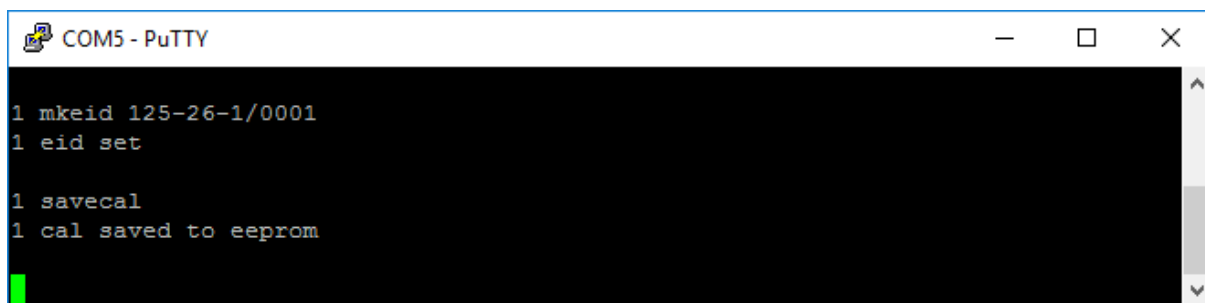 COM5 - PuTTY
1 mkeid 125-26-1/0001
1 eid set
1 savecal
1 cal saved to eeprom